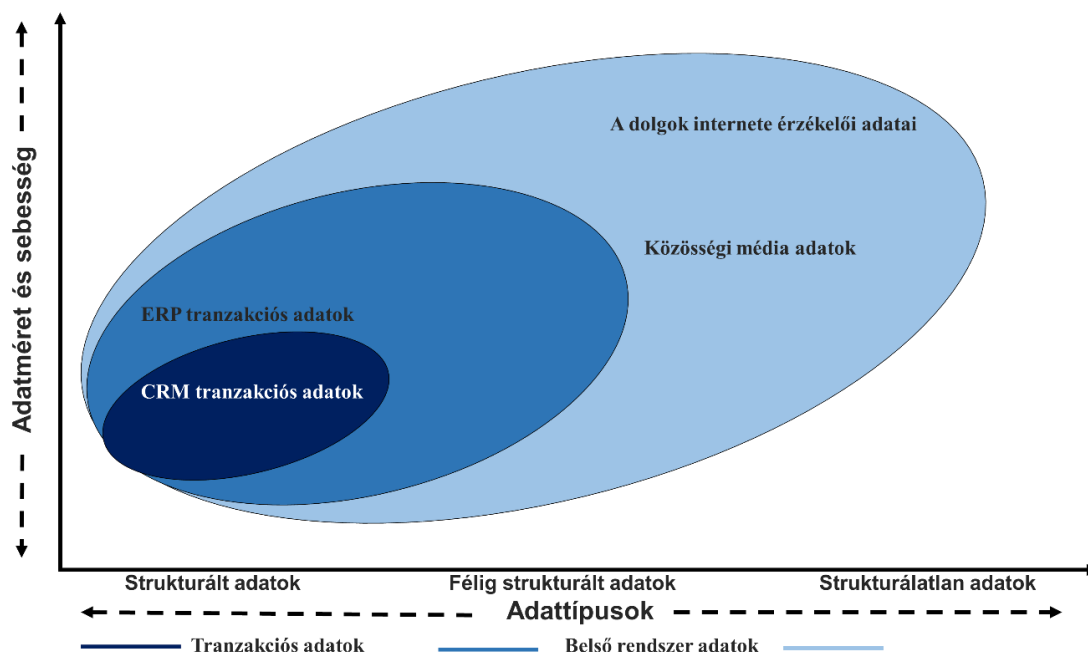 Adatméret és sebesség
A dolgok internete érzékelői adatai
Közösségi média adatok
ERP tranzakciós adatok
CRM tranzakciós adatok
Strukturált adatok
Félig strukturált adatok
Strukturálatlan adatok
Adattípusok
Tranzakciós adatok
Belső rendszer adatok